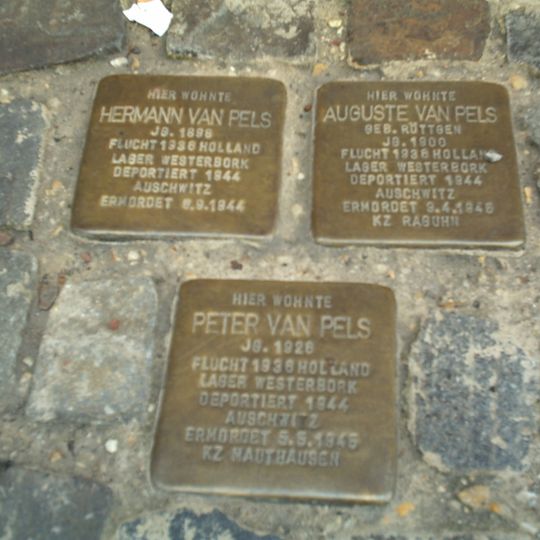 HIER WOHNTE
HERMANN VAN PELS
JG. 1898
FLUCHT 1938 HOLLAND
LAGER WESTERBORK
DEPORTIERT 1944
AUSCHWITZ
ERMORDET 6.9.1944
HIER WOHNTE
AUGUSTE VAN PELS
GEB. RÖTTGEN
JG. 1900
FLUCHT 1938 HOLLAND
LAGER WESTERBORK
DEPORTIERT 1944
AUSCHWITZ
ERMORDET 9.4.1945
KZ RAGUHN
HIER WOHNTE
PETER VAN PELS
JG. 1926
FLUCHT 1938 HOLLAND
LAGER WESTERBORK
DEPORTIERT 1944
AUSCHWITZ
ERMORDET 5.5.1945
KZ MAUTHAUSEN